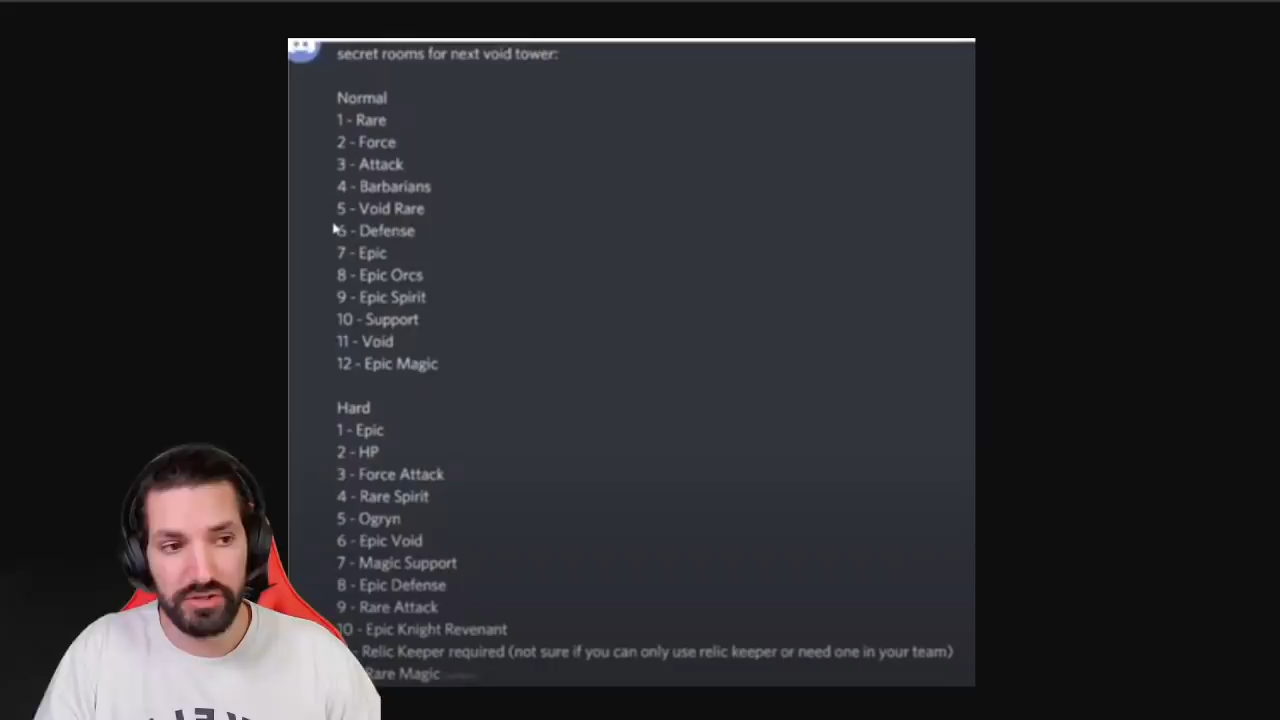 secret rooms for next void tower:
Normal
1 - Rare
2 - Force
3 - Attack
4 - Barbarians
5 - Void Rare
6 - Defense
7 - Epic
8 - Epic Orcs
9 - Epic Spirit
10 - Support
11 - Void
12 - Epic Magic
Hard
1 - Epic
2 - HP
3 - Force Attack
4 - Rare Spirit
5 - Ogryn
6 - Epic Void
7 - Magic Support
8 - Epic Defense
9 - Rare Attack
10 - Epic Knight Revenant
- Relic Keeper required (not sure if you can only use relic keeper or need one in your team)
Rare Magic